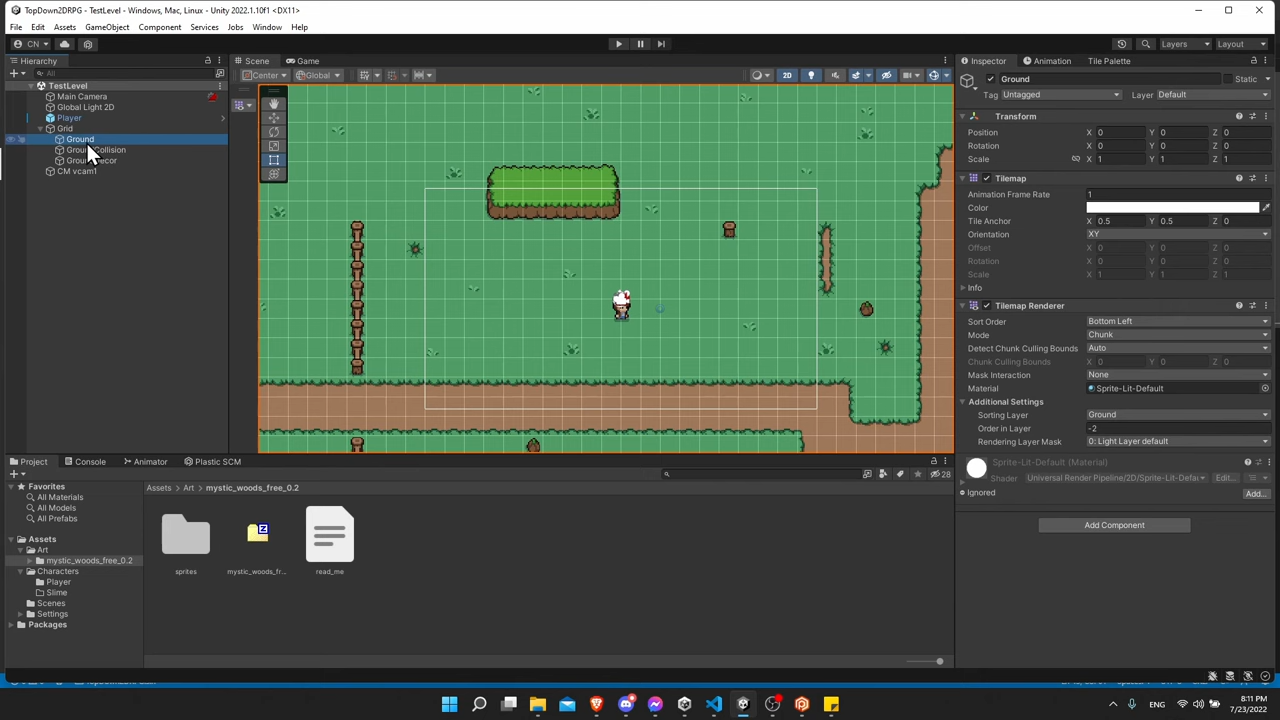 TopDown2DRPG - TestLevel - Windows, Mac, Linux - Unity 2022.1.10f1 <DX11>
File Edit Assets GameObject Component Services Jobs Window Help
CN Layers Layout
Hierarchy Scene Game Inspector Animation Tile Palette
All Center Global 2D Ground Static
TestLevel
Main Camera Tag Untagged Layer Default
Global Light 2D
Player Transform
Grid Position X 0 Y 0 Z 0
Ground Rotation X 0 Y 0 Z 0
Ground Collision Scale X 1 Y 1 Z 1
CM vcam1
Tilemap
Animation Frame Rate 1
Color
Tile Anchor X 0.5 Y 0.5 Z 0
Orientation XY
Offset X 0 Y 0 Z 0
Rotation X 0 Y 0 Z 0
Scale X 1 Y 1 Z 1
Info
Tilemap Renderer
Sort Order Bottom Left
Mode Chunk
Detect Chunk Culling Bounds Auto
Chunk Culling Bounds X 0 Y 0 Z 0
Mask Interaction None
Material Sprite-Lit-Default
Additional Settings
Sorting Layer Ground
Order in Layer -2
Rendering Layer Mask 0: Light Layer default
Sprite-Lit-Default (Material)
Shader Universal Render Pipeline/2D/Sprite-Lit-Defau Edit...
Ignored Add...
Add Component
Project Console Animator Plastic SCM
28
Favorites
All Materials
All Models
All Prefabs
Assets
Art
mystic_woods_free_0.2
Characters
Player
Slime
Scenes
Settings
Packages
Assets > Art > mystic_woods_free_0.2
Z
sprites mystic_woods_fr... read_me
ENG
8:11 PM
7/23/2022